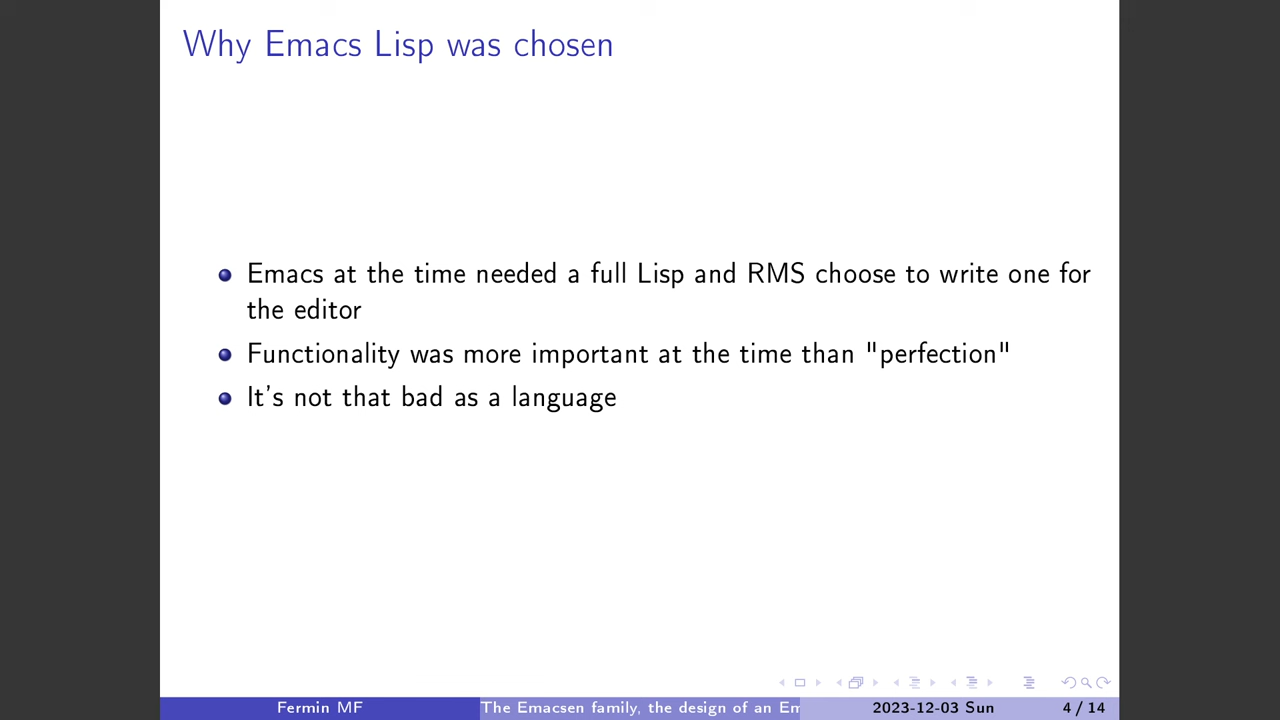 Why Emacs Lisp was chosen
Emacs at the time needed a full Lisp and RMS choose to write one for
the editor
Functionality was more important at the time than "perfection"
It's not that bad as a language
Fermin MF
The Emacsen family, the design of an Em
2023-12-03 Sun
4 / 14